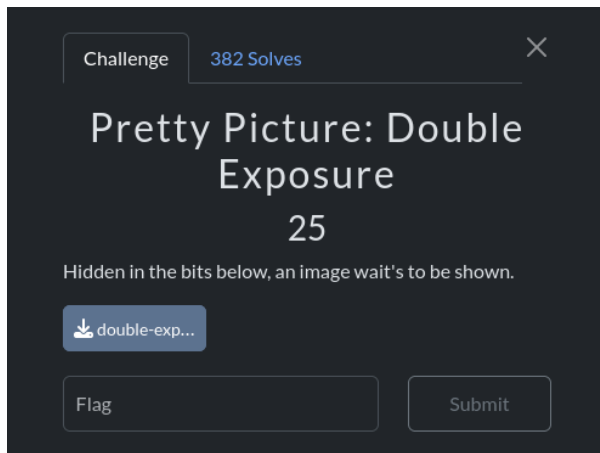 Challenge
382 Solves
Pretty Picture: Double
Exposure
25
Hidden in the bits below, an image wait's to be shown.
double-exp...
Flag
Submit